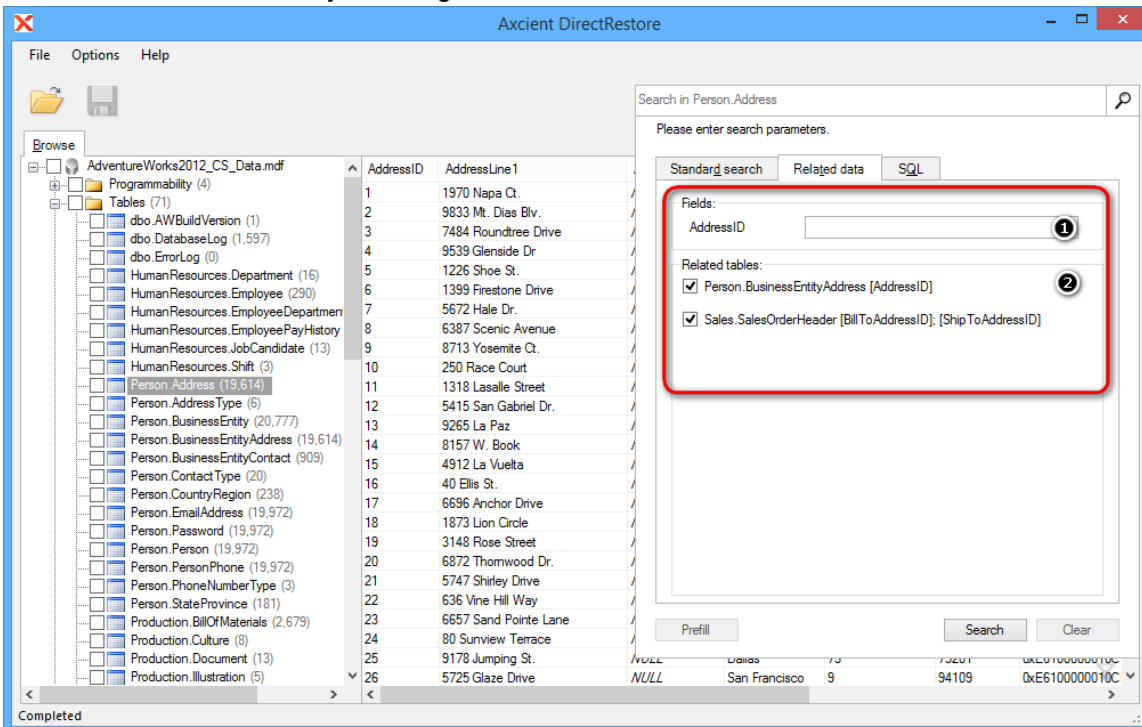 Axcient DirectRestore
File Options Help
Search in Person.Address
Please enter search parameters.
Browse
Standard search Related data SQL
AdventureWorks2012_CS_Data.mdf
Programmability (4)
Tables (71)
dbo.AWBuildVersion (1)
dbo.DatabaseLog (1,597)
dbo.ErrorLog (0)
HumanResources.Department (16)
HumanResources.Employee (290)
HumanResources.EmployeeDepartment
HumanResources.EmployeePayHistory
HumanResources.JobCandidate (13)
HumanResources.Shift (3)
Person.Address (19,614)
Person.AddressType (6)
Person.BusinessEntity (20,777)
Person.BusinessEntityAddress (19,614)
Person.BusinessEntityContact (909)
Person.ContactType (20)
Person.CountryRegion (238)
Person.EmailAddress (19,972)
Person.Password (19,972)
Person.Person (19,972)
Person.PersonPhone (19,972)
Person.PhoneNumberType (3)
Person.StateProvince (181)
Production.BillOfMaterials (2,679)
Production.Culture (8)
Production.Document (13)
Production.Illustration (5)
AddressID AddressLine1
1 1970 Napa Ct.
2 9833 Mt. Dias Blv.
3 7484 Roundtree Drive
4 9539 Glenside Dr
5 1226 Shoe St.
6 1399 Firestone Drive
7 5672 Hale Dr.
8 6387 Scenic Avenue
9 8713 Yosemite Ct.
10 250 Race Court
11 1318 Lasalle Street
12 5415 San Gabriel Dr.
13 9265 La Paz
14 8157 W. Book
15 4912 La Vuelta
16 40 Ellis St.
17 6696 Anchor Drive
18 1873 Lion Circle
19 3148 Rose Street
20 6872 Thornwood Dr.
21 5747 Shirley Drive
22 636 Vine Hill Way
23 6657 Sand Pointe Lane
24 80 Sunview Terrace
25 9178 Jumping St. NULL Dallas 73 75201
26 5725 Glaze Drive NULL San Francisco 9 94109 0xE6100000010C
Fields:
AddressID 1
Related tables: 2
Person.BusinessEntityAddress [AddressID]
Sales.SalesOrderHeader [BillToAddressID]; [ShipToAddressID]
Prefill Search Clear
Completed